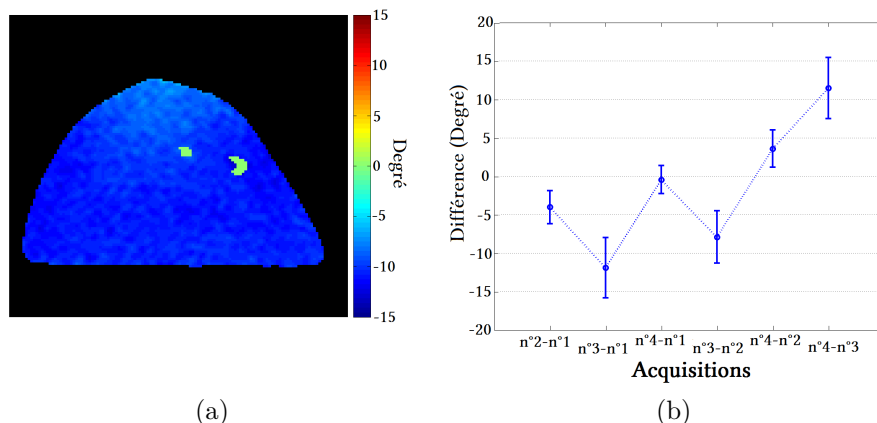 15
10
5
0
-5
-10
-15
Degré
20
15
10
5
0
-5
-10
-15
-20
Différence (Degré)
n°2-n°1
n°3-n°1
n°4-n°1
n°3-n°2
n°4-n°2
n°4-n°3
Acquisitions
(a)
(b)